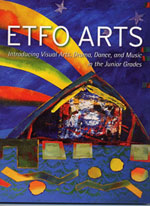 ETFO ARTS
Introducing Visual Arts, Drama, Dance, and Music
in the Junior Grades